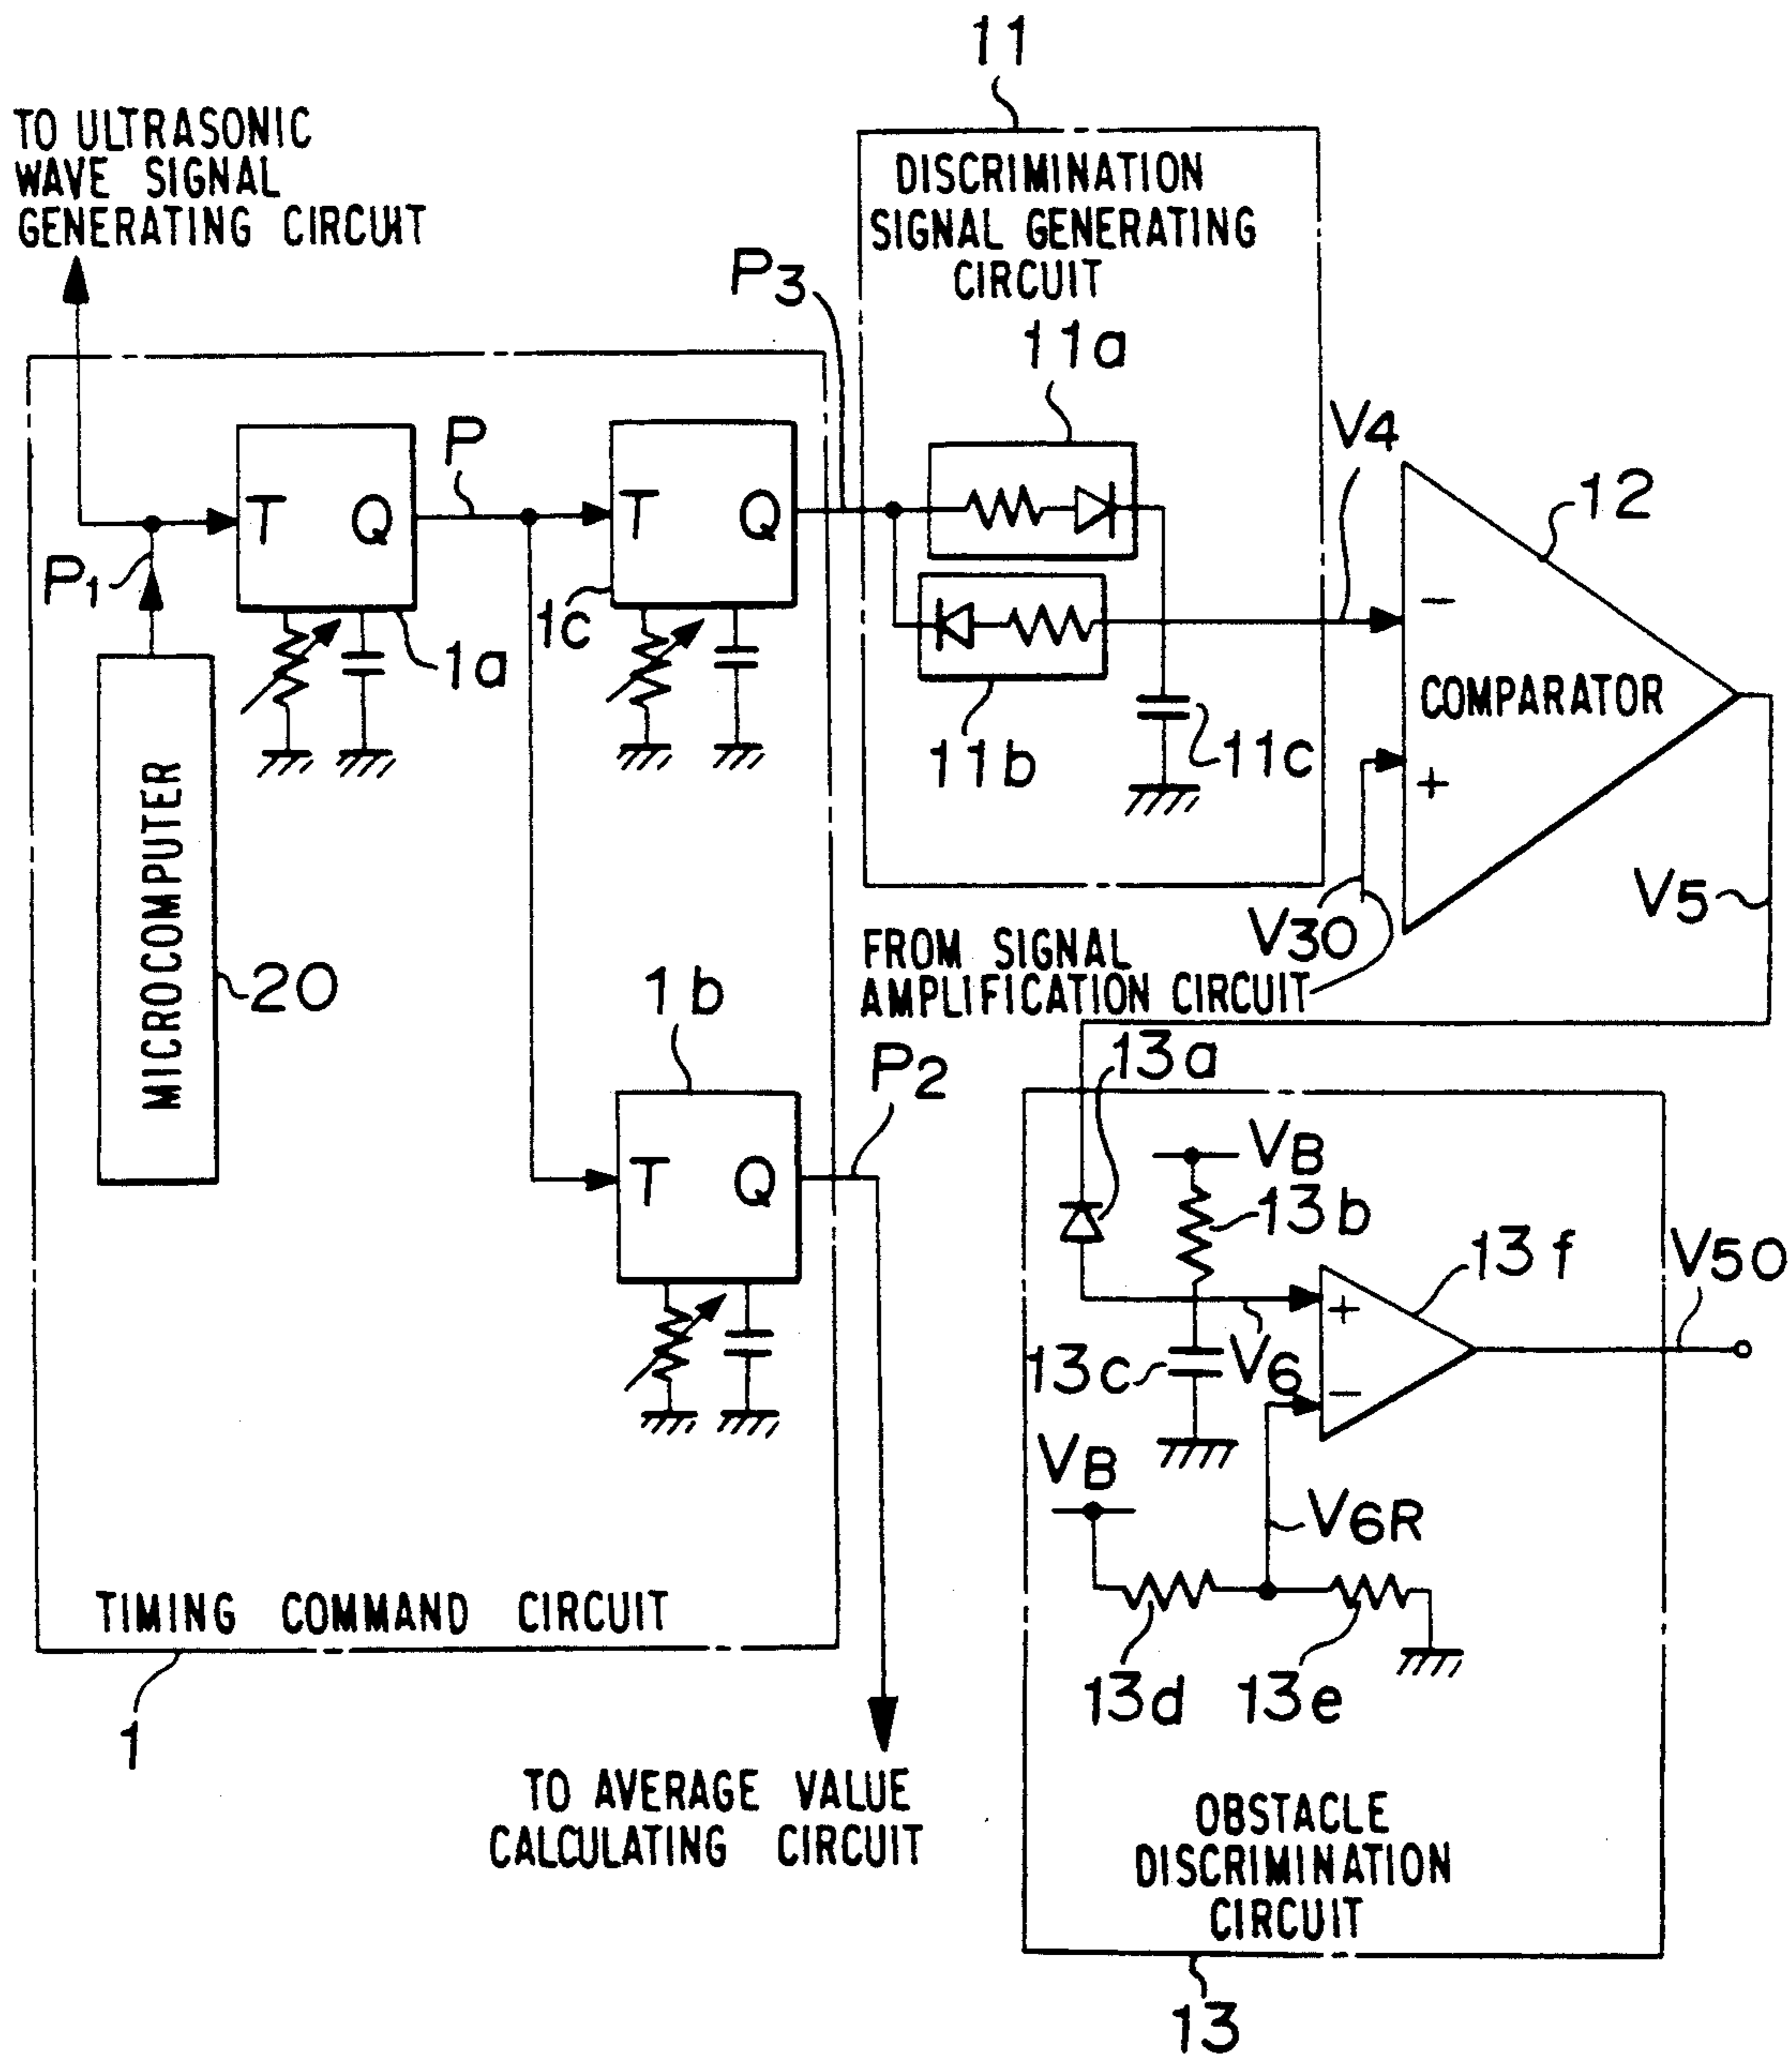 11
TO ULTRASONIC
WAVE SIGNAL
GENERATING CIRCUIT
DISCRIMINATION
SIGNAL GENERATING
CIRCUIT
P3
11a
V4
P
12
T Q
T Q
P1
1a
1c
−
COMPARATOR
+
11b
11c
MICROCOMPUTER
20
V30
V5
FROM SIGNAL
AMPLIFICATION CIRCUIT
1b
P2
13a
T Q
VB
13b
13f
V50
+
13c
V6
−
VB
V6R
TIMING COMMAND CIRCUIT
13d
13e
1
TO AVERAGE VALUE
CALCULATING CIRCUIT
OBSTACLE
DISCRIMINATION
CIRCUIT
13